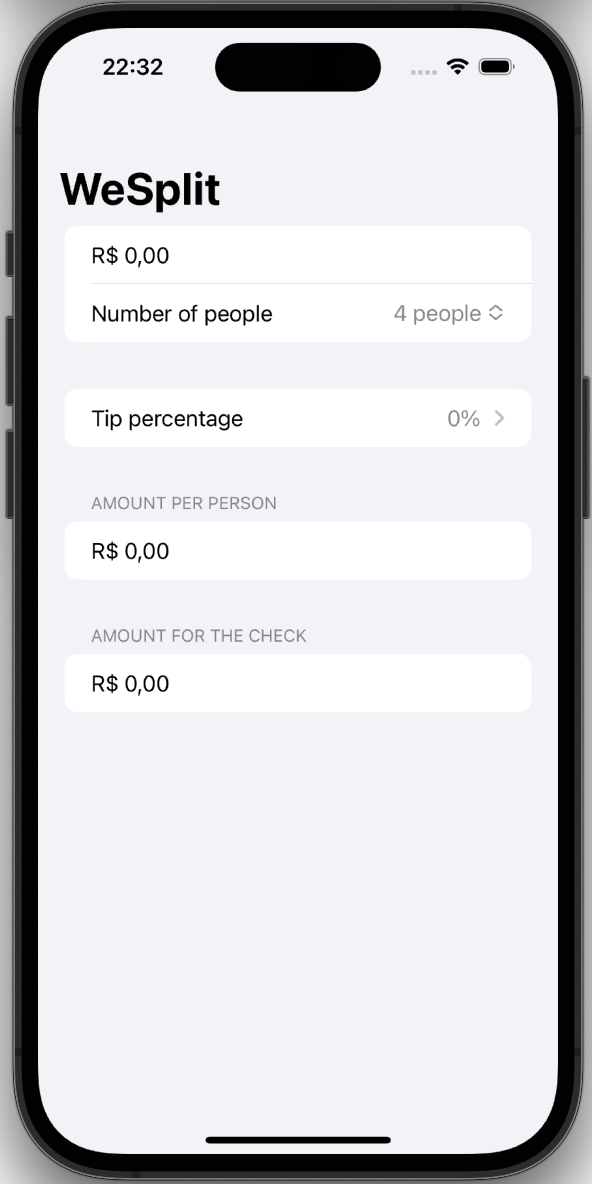 22:32
WeSplit
R$ 0,00
Number of people 4 people
Tip percentage 0%
AMOUNT PER PERSON
R$ 0,00
AMOUNT FOR THE CHECK
R$ 0,00